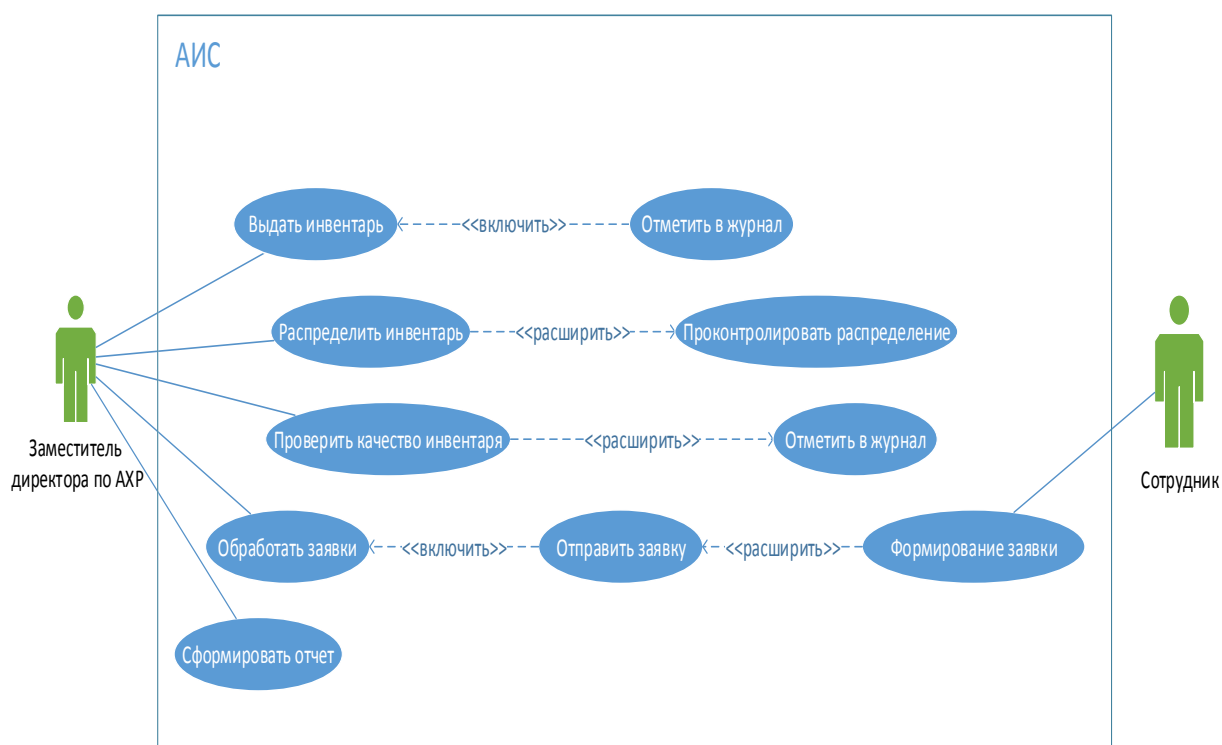 АИС
Выдать инвентарь
<<включить>>
Отметить в журнал
Распределить инвентарь
<<расширить>>
Проконтролировать распределение
Проверить качество инвентаря
<<расширить>>
Отметить в журнал
Заместитель
директора по АХР
Сотрудник
Обработать заявки
<<включить>>
Отправить заявку
<<расширить>>
Формирование заявки
Сформировать отчет